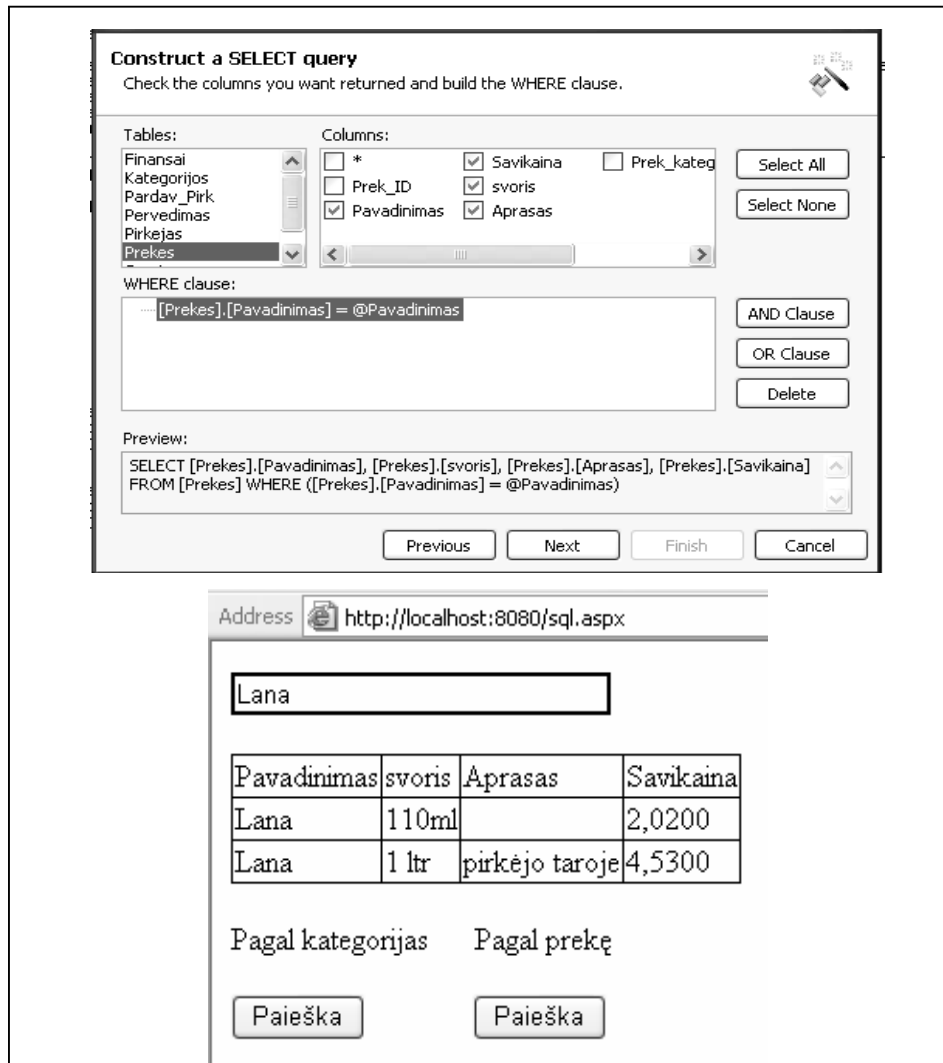 Construct a SELECT query
Check the columns you want returned and build the WHERE clause.
Tables:
Columns:
Finansai
Kategorijos
Pardav_Pirk
Pervedimas
Pirkejas
Prekes
* Savikaina Prek_kateg
Prek_ID svoris
Pavadinimas Aprasas
Select All
Select None
WHERE clause:
[Prekes].[Pavadinimas] = @Pavadinimas
AND Clause
OR Clause
Delete
Preview:
SELECT [Prekes].[Pavadinimas], [Prekes].[svoris], [Prekes].[Aprasas], [Prekes].[Savikaina]
FROM [Prekes] WHERE ([Prekes].[Pavadinimas] = @Pavadinimas)
Previous Next Finish Cancel
Address http://localhost:8080/sql.aspx
Lana
Pavadinimas svoris Aprasas Savikaina
Lana 110ml 2,0200
Lana 1 ltr pirkėjo taroje 4,5300
Pagal kategorijas Pagal prekę
Paieška Paieška